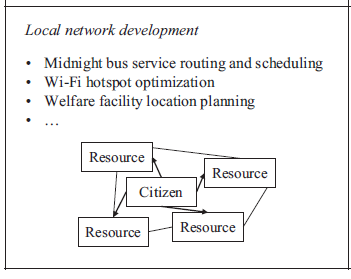 Local network development
• Midnight bus service routing and scheduling
• Wi-Fi hotspot optimization
• Welfare facility location planning
• …
Resource
Resource
Citizen
Resource
Resource